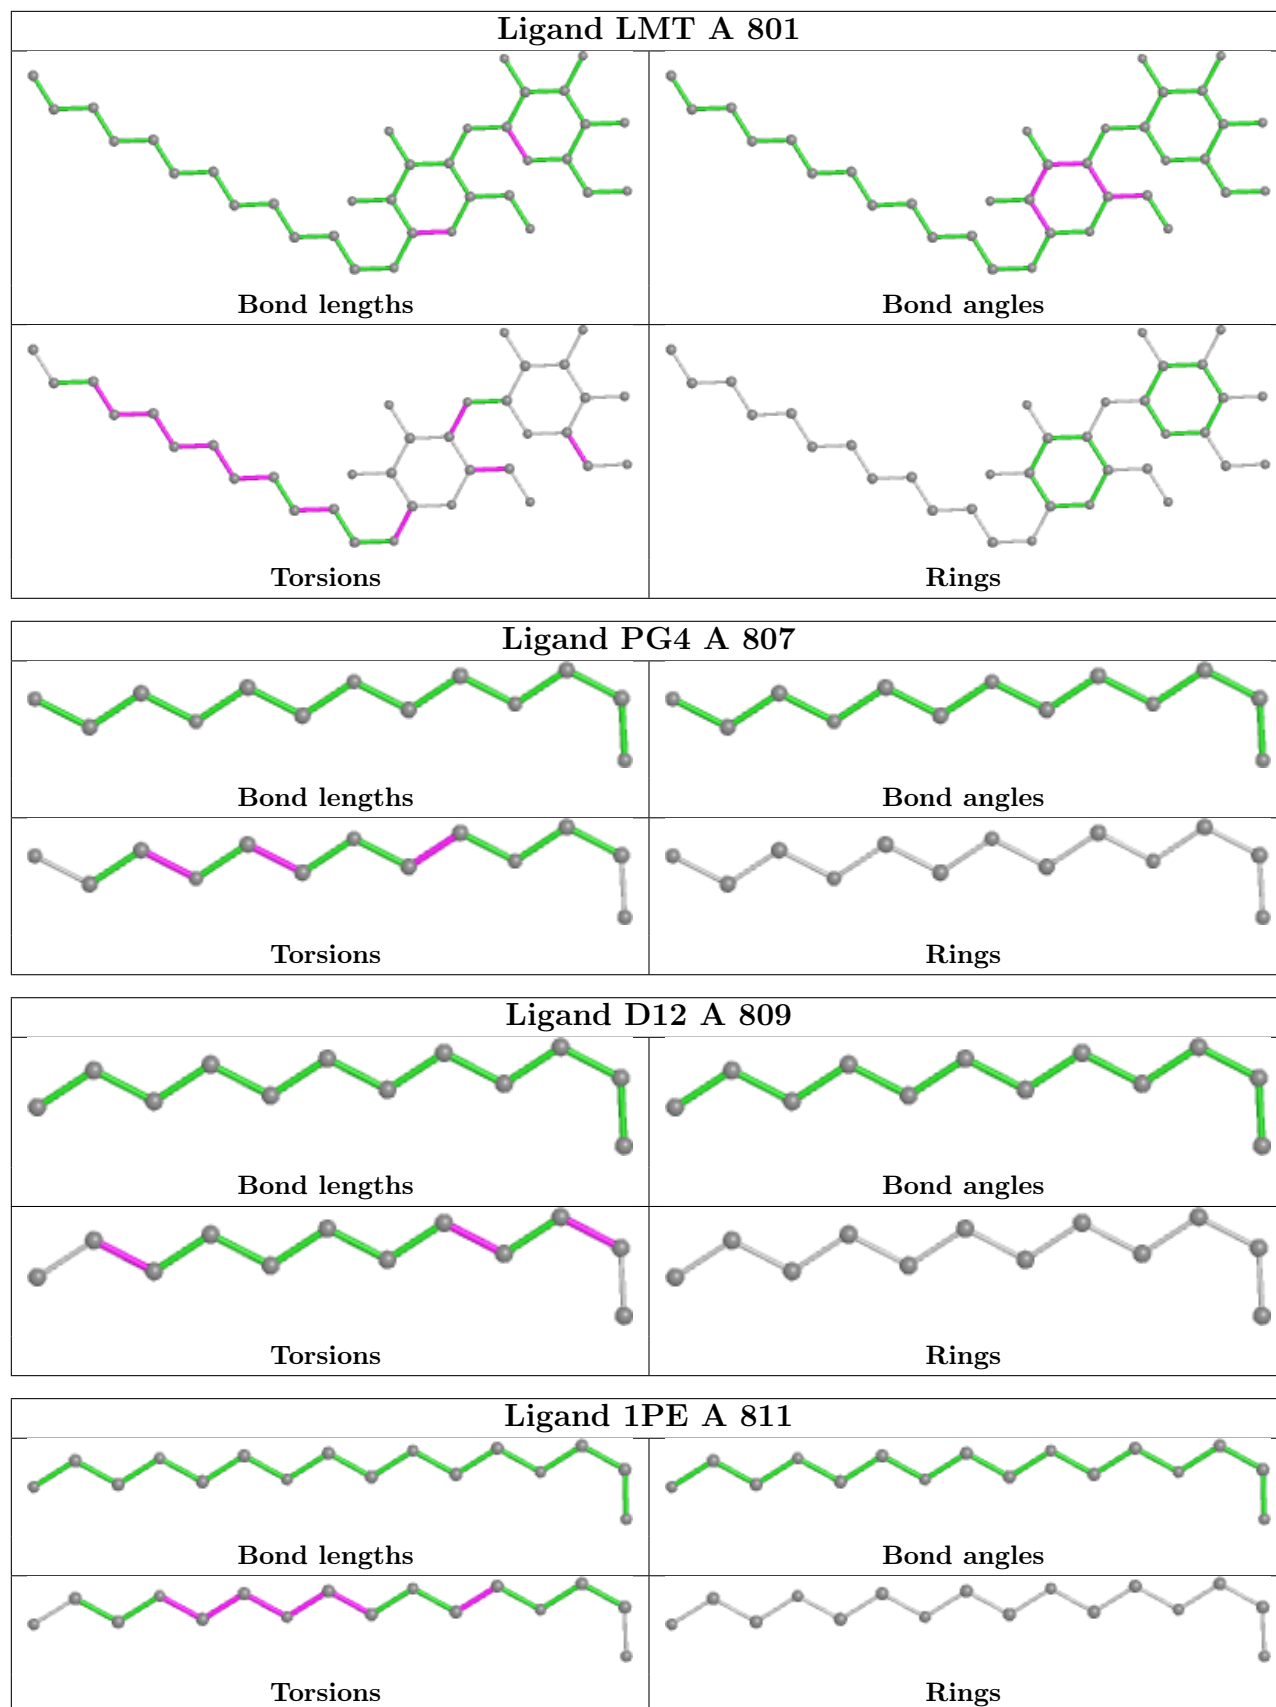 Ligand LMT A 801
Bond lengths
Bond angles
Torsions
Rings
Ligand PG4 A 807
Bond lengths
Bond angles
Torsions
Rings
Ligand D12 A 809
Bond lengths
Bond angles
Torsions
Rings
Ligand 1PE A 811
Bond lengths
Bond angles
Torsions
Rings